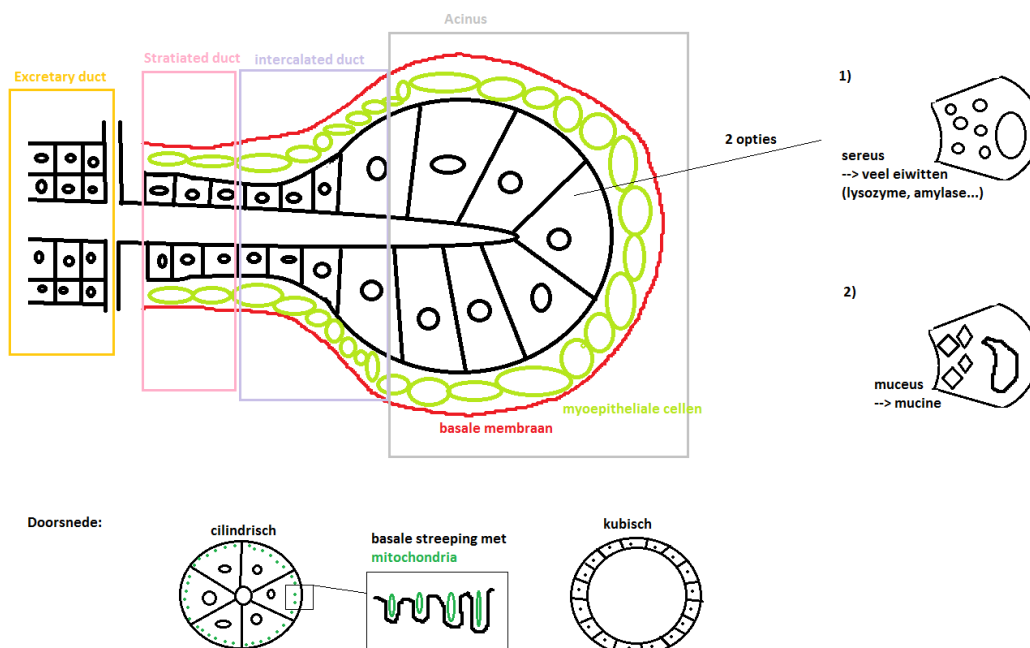 Acinus
Stratiated duct
intercalated duct
Excretary duct
1)
2 opties
sereus
--> veel eiwitten
(lysozyme, amylase...)
2)
muceus
--> mucine
myoepitheliale cellen
basale membraan
Doorsnede:
cilindrisch
basale streeping met
mitochondria
kubisch